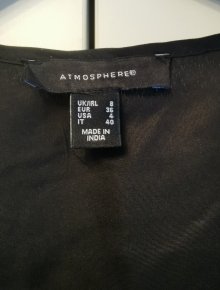 ATMOSPHERE®
UK/IRL 8
EUR 36
USA 4
IT 40
MADE IN
INDIA